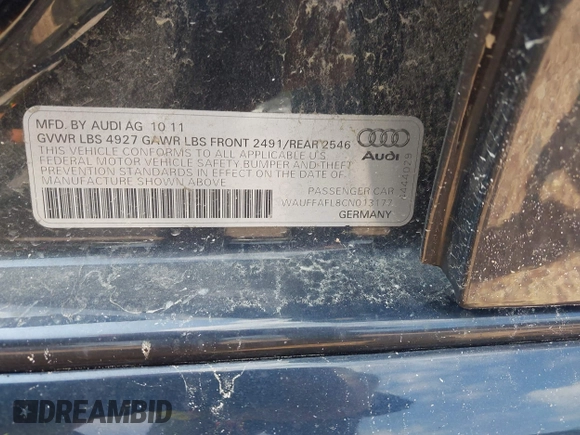 MFD. BY AUDI AG 10 11
GVWR LBS 4927 GAWR LBS FRONT 2491/REAR 2546
THIS VEHICLE CONFORMS TO ALL APPLICABLE U.S.
FEDERAL MOTOR VEHICLE SAFETY BUMPER AND THEFT
PREVENTION STANDARDS IN EFFECT ON THE DATE OF
MANUFACTURE SHOWN ABOVE.
Audi
PASSENGER CAR
WAUFFAFL8CN013177
GERMANY
DREAMBID